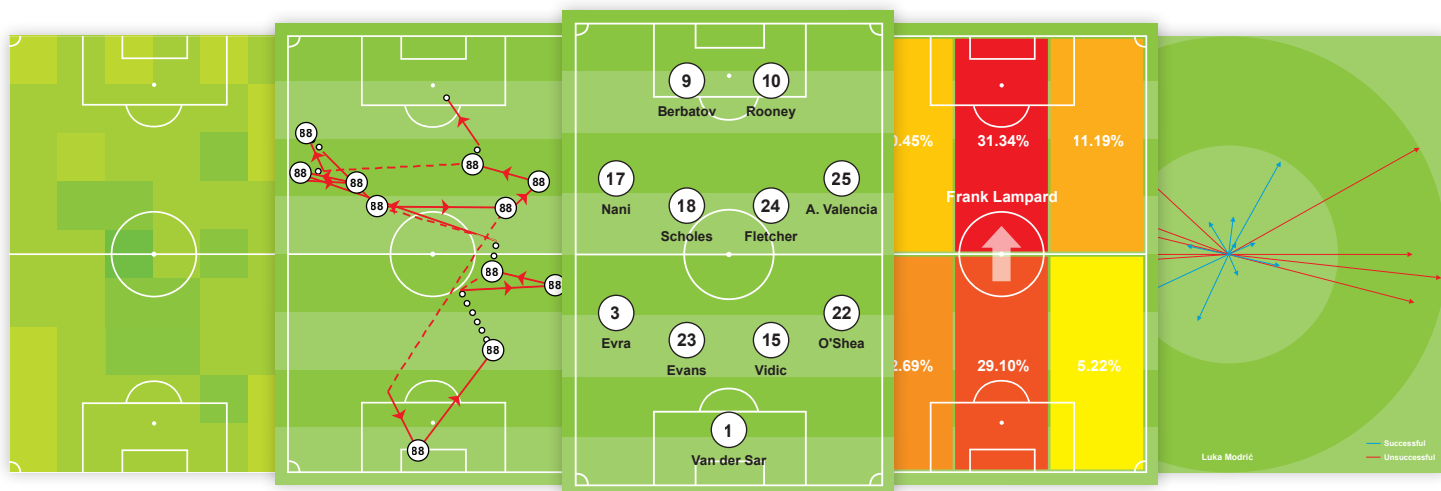 88
88
88
88
88
88
88
88
88
88
88
9
10
Berbatov
Rooney
17
25
Nani
A. Valencia
18
24
Scholes
Fletcher
3
22
Evra
O'Shea
23
15
Evans
Vidic
1
Van der Sar
.45%
31.34%
11.19%
Frank Lampard
.69%
29.10%
5.22%
Luka Modrić
Successful
Unsuccessful